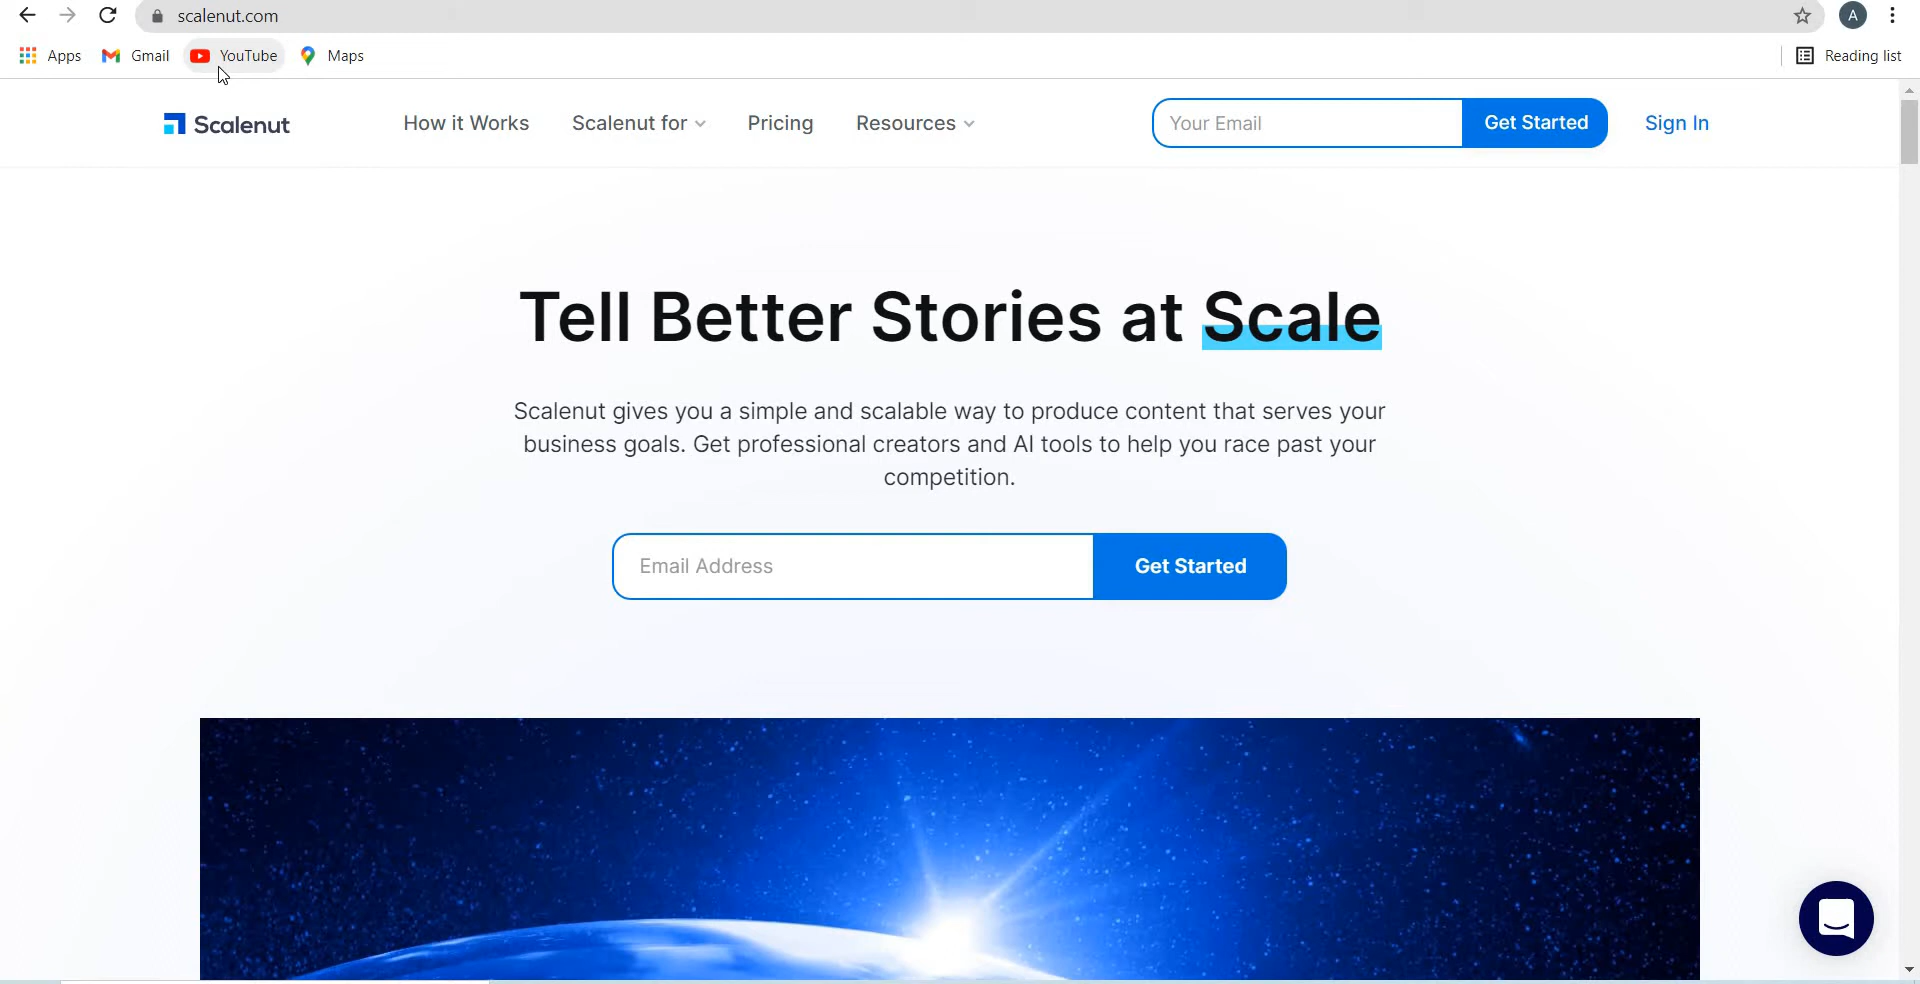 scalenut.com
A
Apps Gmail YouTube Maps Reading list
Scalenut How it Works Scalenut for Pricing Resources Your Email Get Started Sign In
Tell Better Stories at Scale
Scalenut gives you a simple and scalable way to produce content that serves your
business goals. Get professional creators and AI tools to help you race past your
competition.
Email Address Get Started